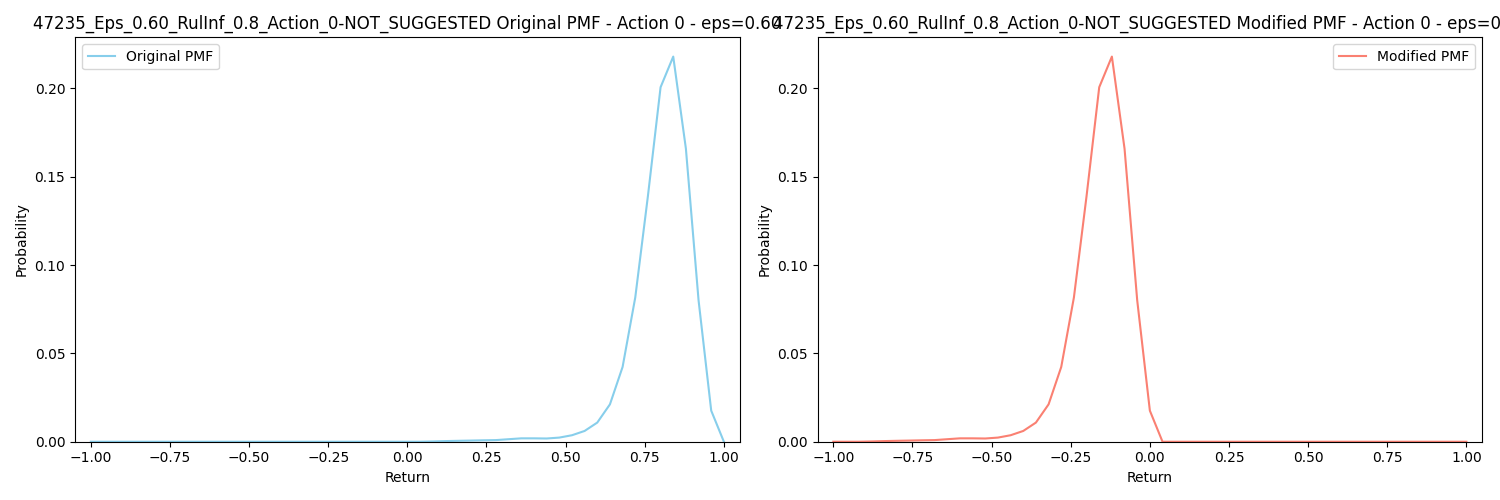 47235_Eps_0.60_RulInf_0.8_Action_0-NOT_SUGGESTED Original PMF - Action 0 - eps=0.60
Original PMF
Probability
0.20
0.15
0.10
0.05
0.00
−1.00 −0.75 −0.50 −0.25 0.00 0.25 0.50 0.75 1.00
Return
47235_Eps_0.60_RulInf_0.8_Action_0-NOT_SUGGESTED Modified PMF - Action 0 - eps=0
Modified PMF
Probability
0.20
0.15
0.10
0.05
0.00
−1.00 −0.75 −0.50 −0.25 0.00 0.25 0.50 0.75 1.00
Return